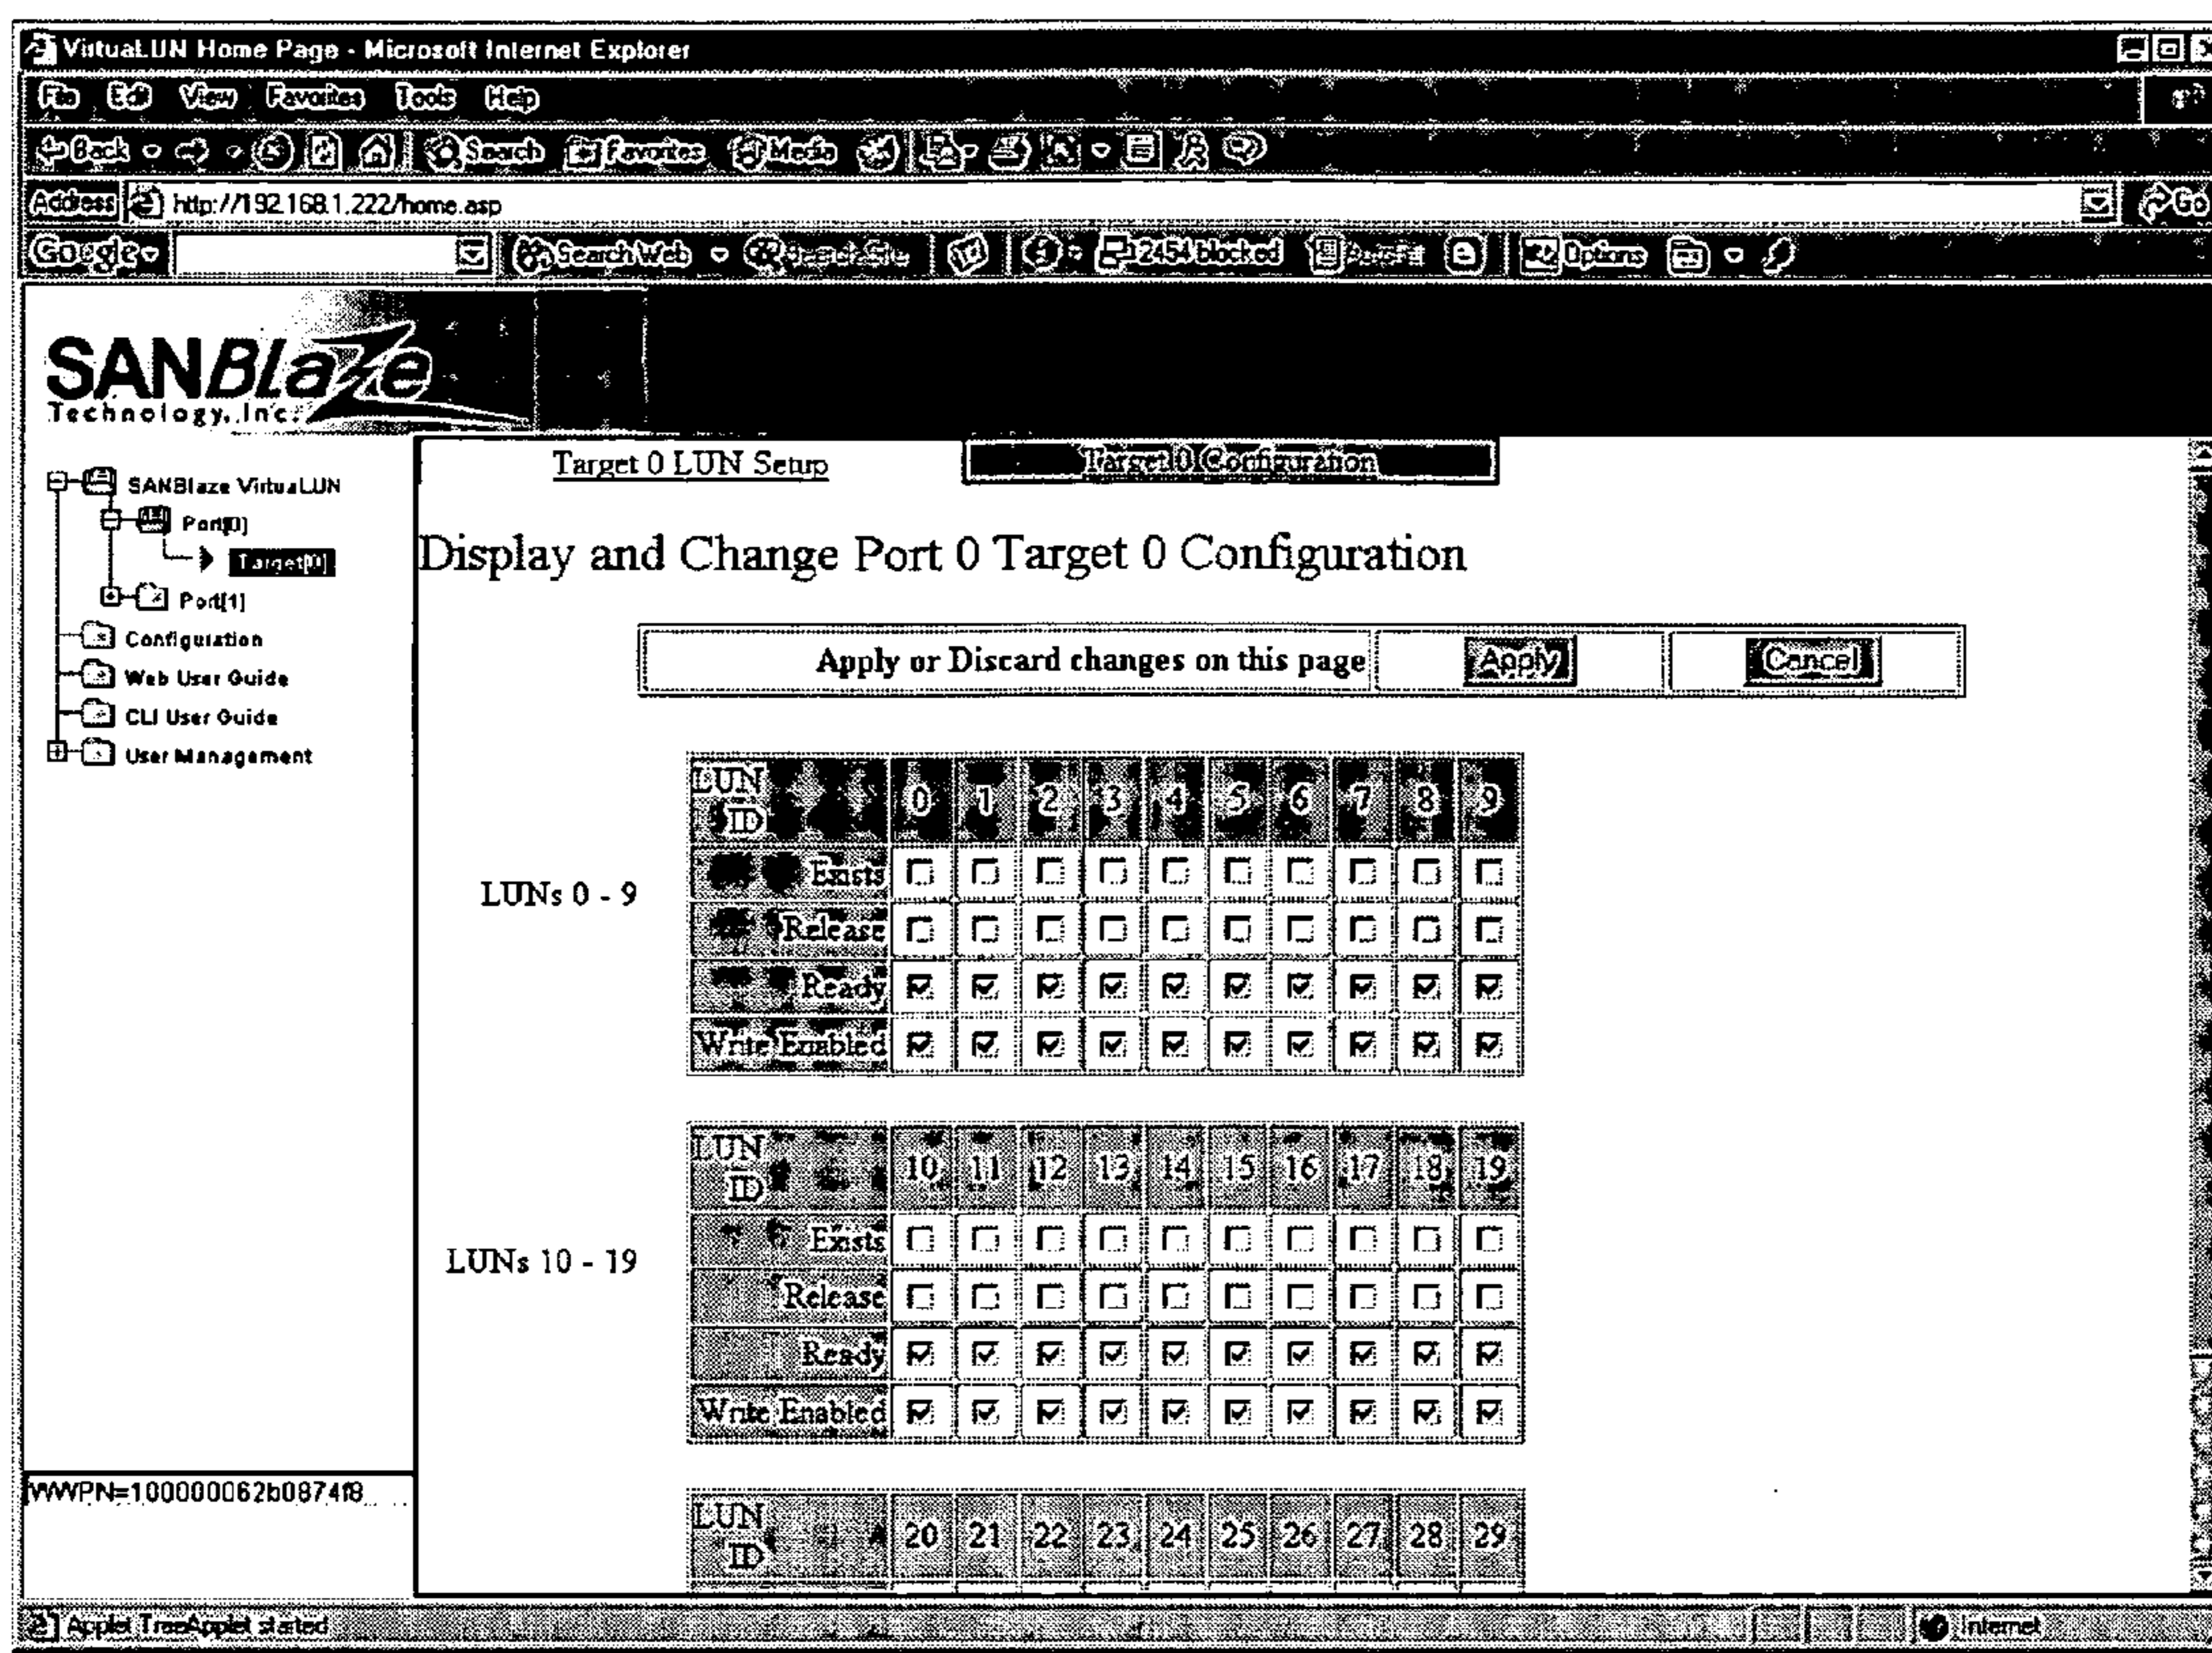 VirtuaLUN Home Page - Microsoft Internet Explorer
File Edit View Favorites Tools Help
Back Search Favorites Media
Address http://192.168.1.222/home.asp Go
Google Search Web Search Site 2454 blocked Options
SANBlaze
Technology, Inc.
Target 0 LUN Setup Target 0 Configuration
SANBlaze VirtuaLUN
Port[0]
Target[0]
Port[1]
Configuration
Web User Guide
CLI User Guide
User Management
Display and Change Port 0 Target 0 Configuration
Apply or Discard changes on this page Apply Cancel
LUNs 0 - 9
LUN ID 0 1 2 3 4 5 6 7 8 9
Exists
Release
Ready
Write Enabled
LUNs 10 - 19
LUN ID 10 11 12 13 14 15 16 17 18 19
Exists
Release
Ready
Write Enabled
LUN ID 20 21 22 23 24 25 26 27 28 29
WWPN=100000062b0874f8
Applet TreeApplet started Internet